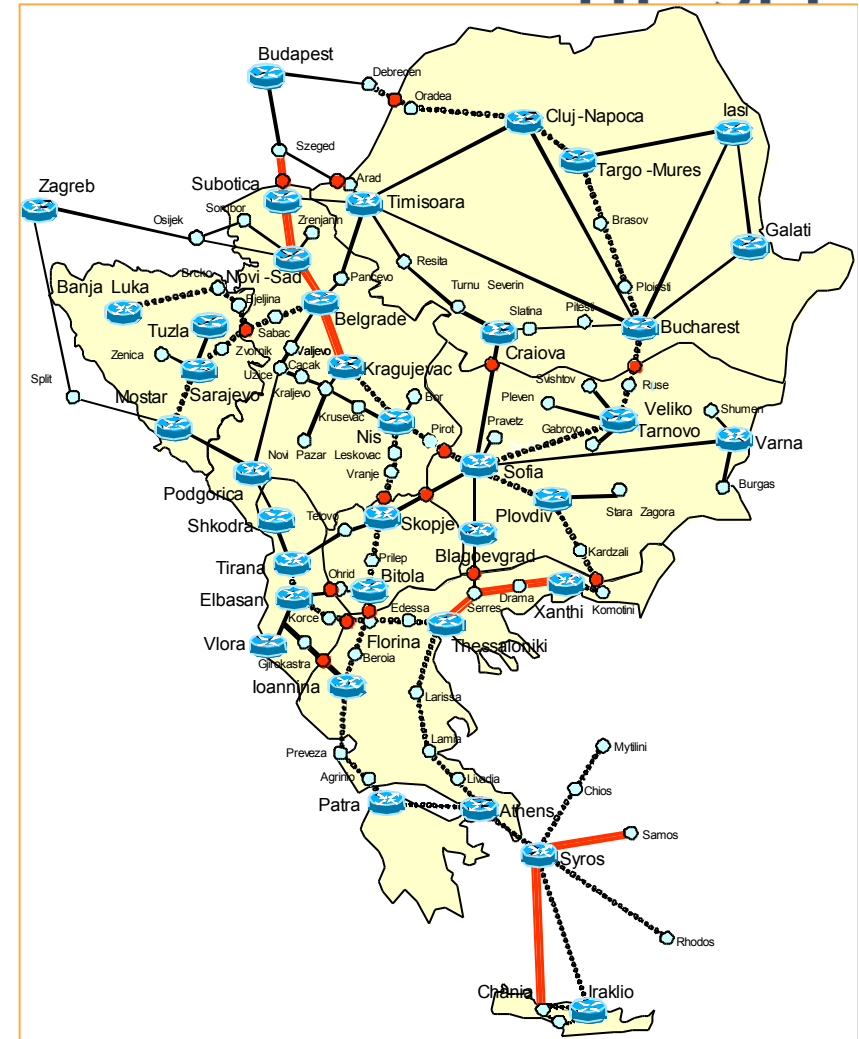 Budapest
Debrecen
Oradea
Cluj-Napoca
Iasi
Szeged
Targo -Mures
Zagreb
Subotica
Arad
Timisoara
Sombor
Zrenjanin
Osijek
Brasov
Galati
Novi -Sad
Resita
Pancevo
Brcko
Banja Luka
Bijeljina
Turnu Severin
Ploiesti
Tuzla
Sabac
Belgrade
Slatina
Pitesti
Bucharest
Zvornik
Valjevo
Craiova
Zenica
Cacak
Kragujevac
Uzice
Split
Sarajevo
Kraljevo
Bor
Svishtov
Ruse
Mostar
Krusevac
Pleven
Veliko
Tarnovo
Shumen
Nis
Pirot
Pravetz
Gabrovo
Varna
Novi Pazar
Leskovac
Vranje
Sofia
Podgorica
Burgas
Shkodra
Tetovo
Skopje
Plovdiv
Stara Zagora
Blagoevgrad
Kardzali
Tirana
Prilep
Ohrid
Bitola
Drama
Elbasan
Serres
Xanthi
Komotini
Korce
Edessa
Florina
Thessaloniki
Vlora
Beroia
Gjirokastra
Ioannina
Larissa
Preveza
Lamia
Mytilini
Agrinio
Livadia
Chios
Patra
Athens
Samos
Syros
Rhodos
Chania
Iraklio